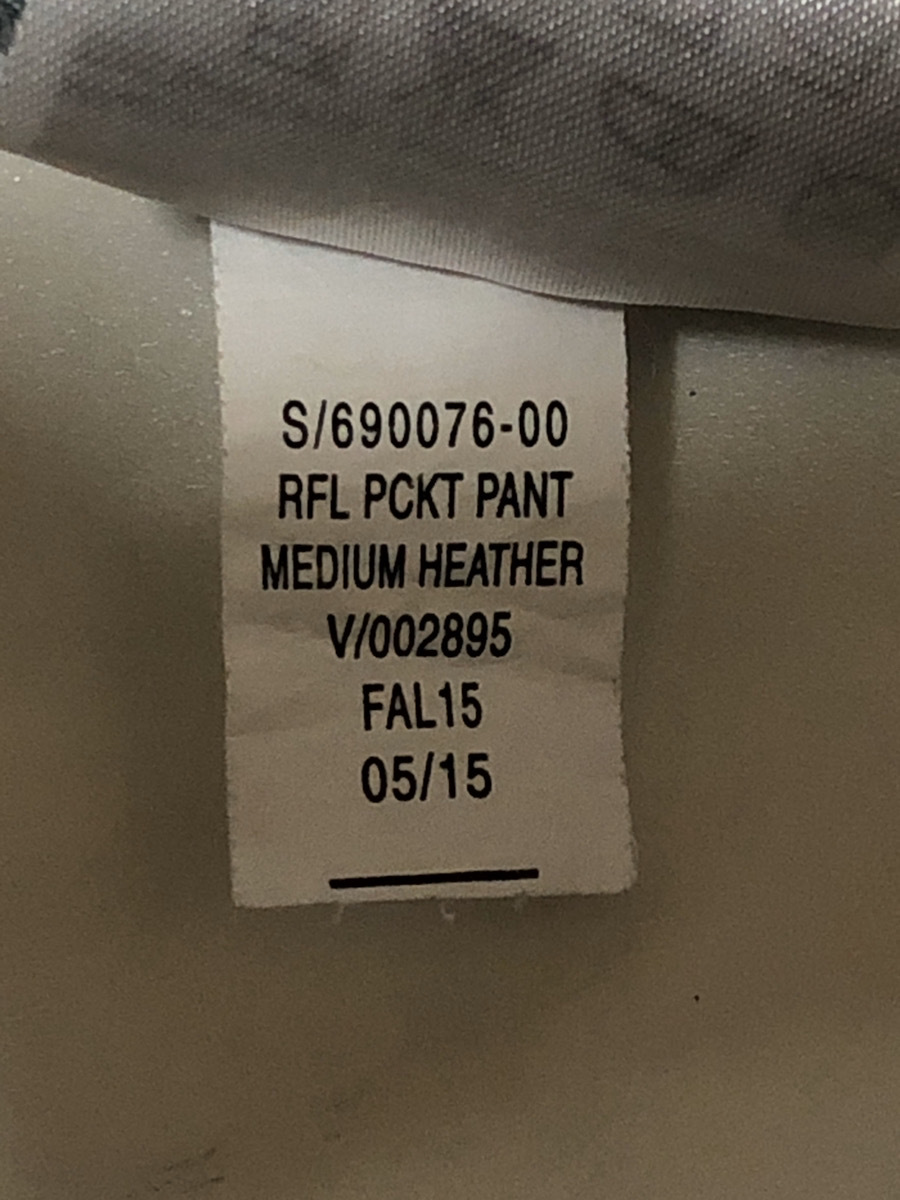 S/690076-00
RFL PCKT PANT
MEDIUM HEATHER
V/002895
FAL15
05/15